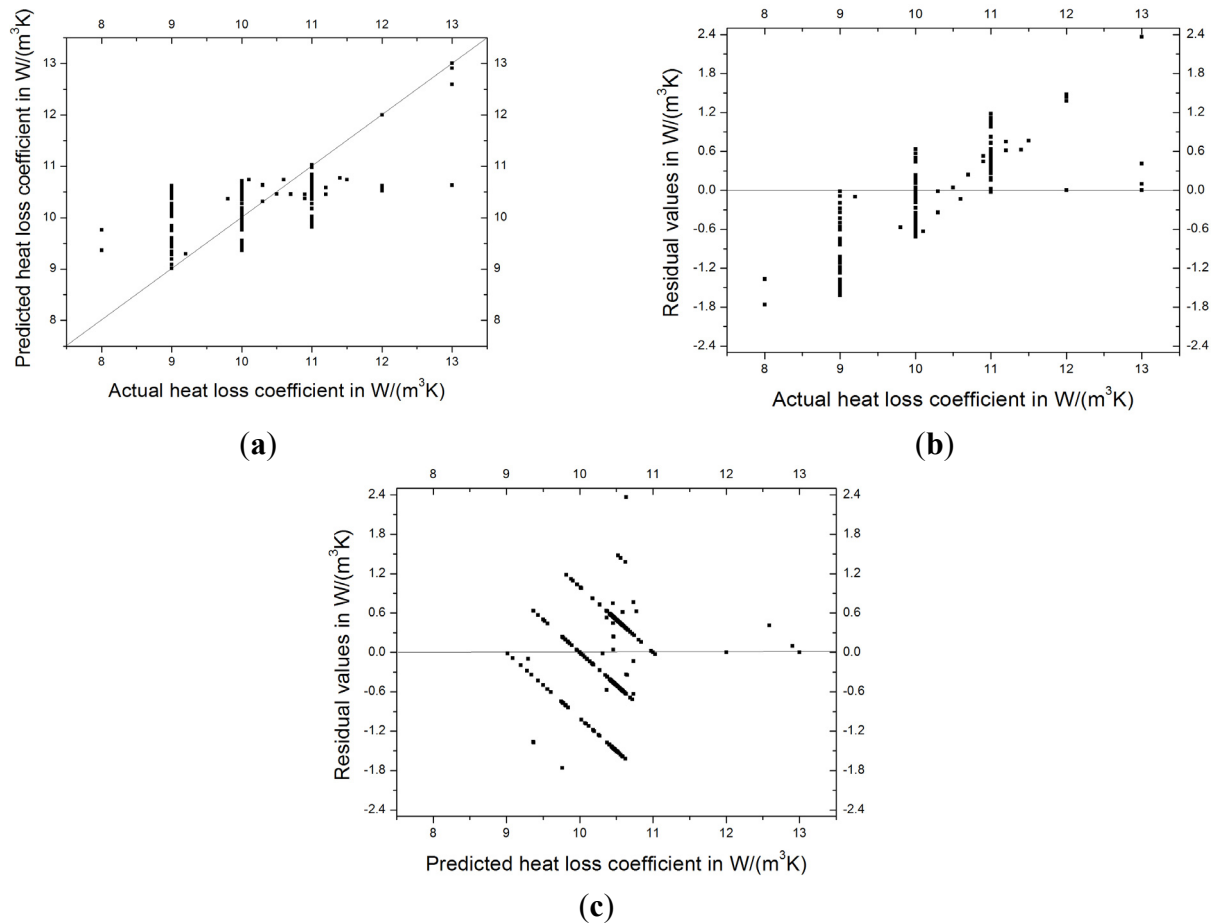 8 9 10 11 12 13
13 13
12 12
11 11
10 10
9 9
8 8
8 9 10 11 12 13
Predicted heat loss coefficient in W/(m³K)
Actual heat loss coefficient in W/(m³K)
(a)
8 9 10 11 12 13
2.4 2.4
1.8 1.8
1.2 1.2
0.6 0.6
0.0 0.0
-0.6 -0.6
-1.2 -1.2
-1.8 -1.8
-2.4 -2.4
8 9 10 11 12 13
Residual values in W/(m³K)
Actual heat loss coefficient in W/(m³K)
(b)
8 9 10 11 12 13
2.4 2.4
1.8 1.8
1.2 1.2
0.6 0.6
0.0 0.0
-0.6 -0.6
-1.2 -1.2
-1.8 -1.8
-2.4 -2.4
8 9 10 11 12 13
Residual values in W/(m³K)
Predicted heat loss coefficient in W/(m³K)
(c)